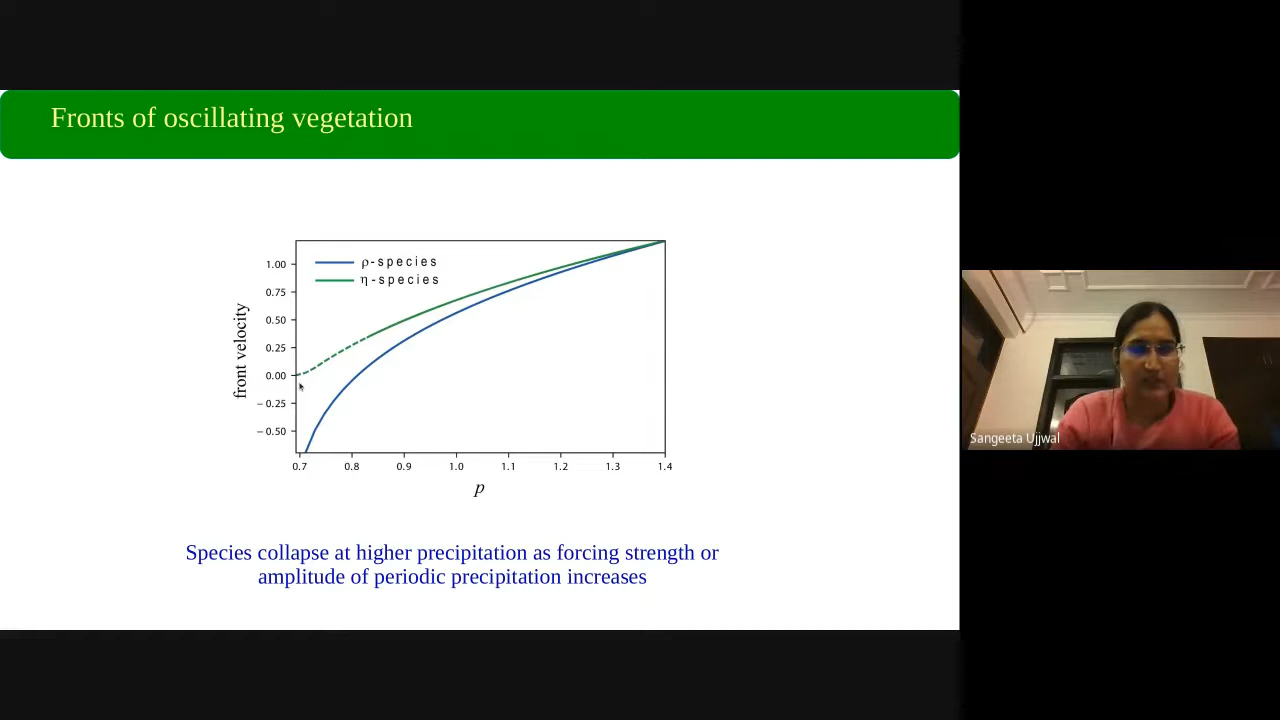 Fronts of oscillating vegetation
ρ-species
η-species
front velocity
1.00
0.75
0.50
0.25
0.00
−0.25
−0.50
0.7 0.8 0.9 1.0 1.1 1.2 1.3 1.4
p
Species collapse at higher precipitation as forcing strength or
amplitude of periodic precipitation increases
Sangeeta Ujjwal